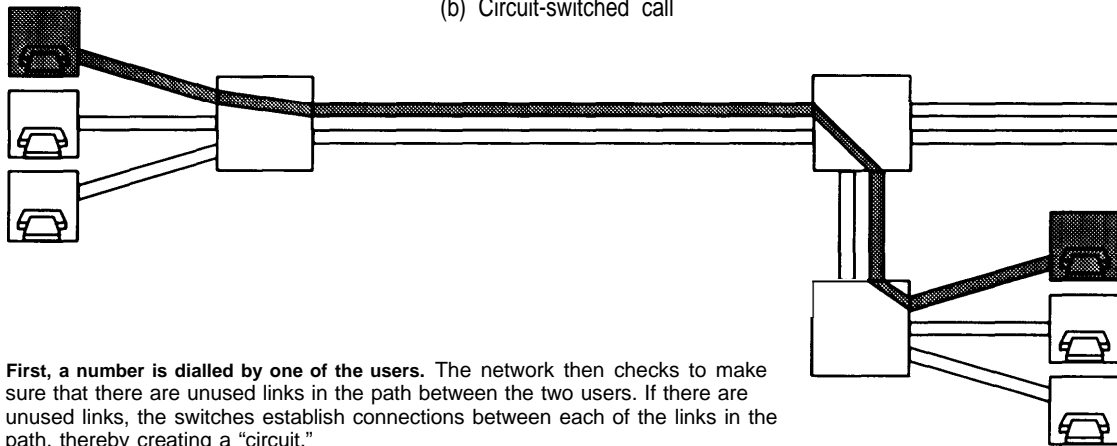 (b) Circuit-switched call
First, a number is dialled by one of the users. The network then checks to make
sure that there are unused links in the path between the two users. If there are
unused links, the switches establish connections between each of the links in the
path, thereby creating a “circuit.”